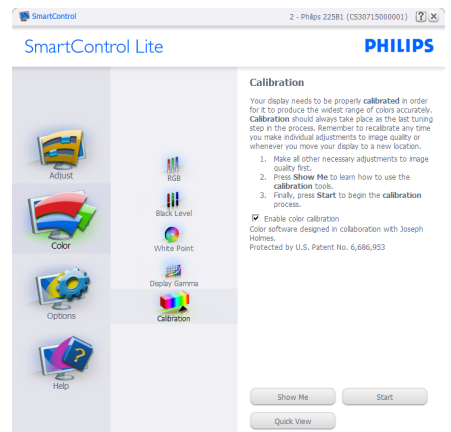 SmartControl
2 - Philips 225B1 (CS30715000001)
?
SmartControl Lite
PHILIPS
Adjust
Color
Options
Help
RGB
Black Level
White Point
Display Gamma
Calibration
Calibration
Your display needs to be properly calibrated in order
for it to produce the widest range of colors accurately.
Calibration should always take place as the last tuning
step in the process. Remember to recalibrate any time
you make individual adjustments to image quality or
whenever you move your display to a new location.
1. Make all other necessary adjustments to image
quality first.
2. Press Show Me to learn how to use the
calibration tools.
3. Finally, press Start to begin the calibration
process.
Enable color calibration
Color software designed in collaboration with Joseph
Holmes.
Protected by U.S. Patent No. 6,686,953
Show Me
Start
Quick View